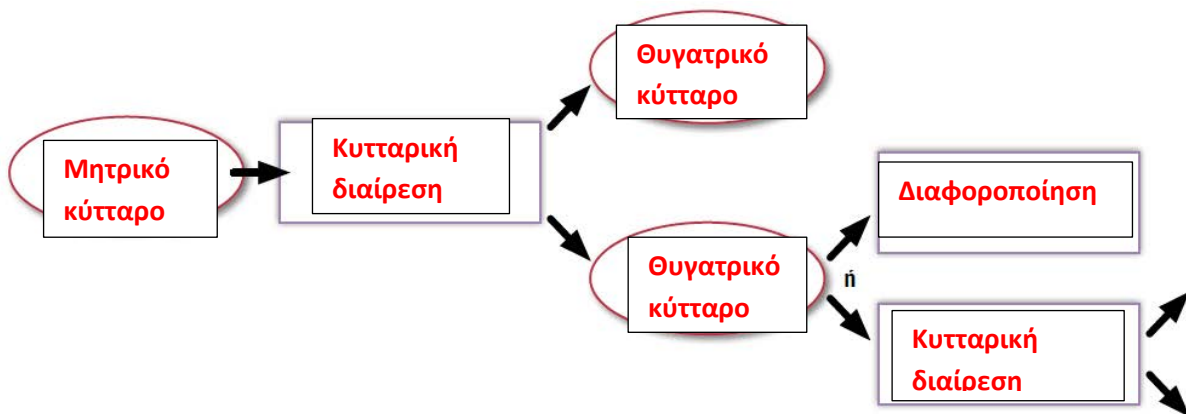 Μητρικό
κύτταρο
Κυτταρική
διαίρεση
Θυγατρικό
κύτταρο
Θυγατρικό
κύτταρο
ή
Διαφοροποίηση
Κυτταρική
διαίρεση